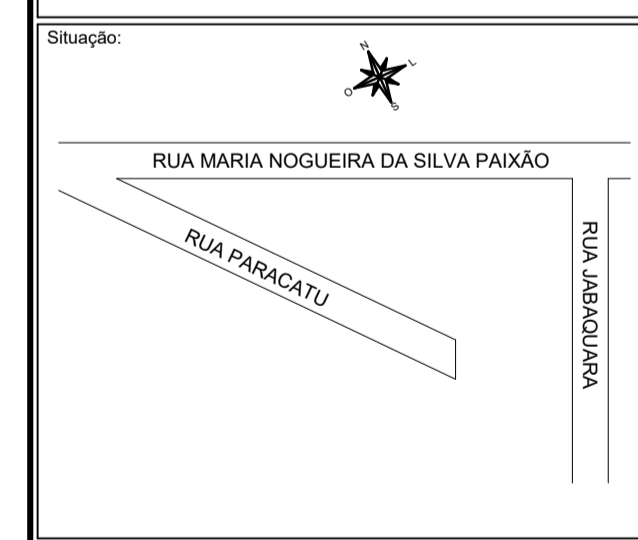 Situação:
N
L
O
S
RUA MARIA NOGUEIRA DA SILVA PAIXÃO
RUA PARACATU
RUA JABAQUARA